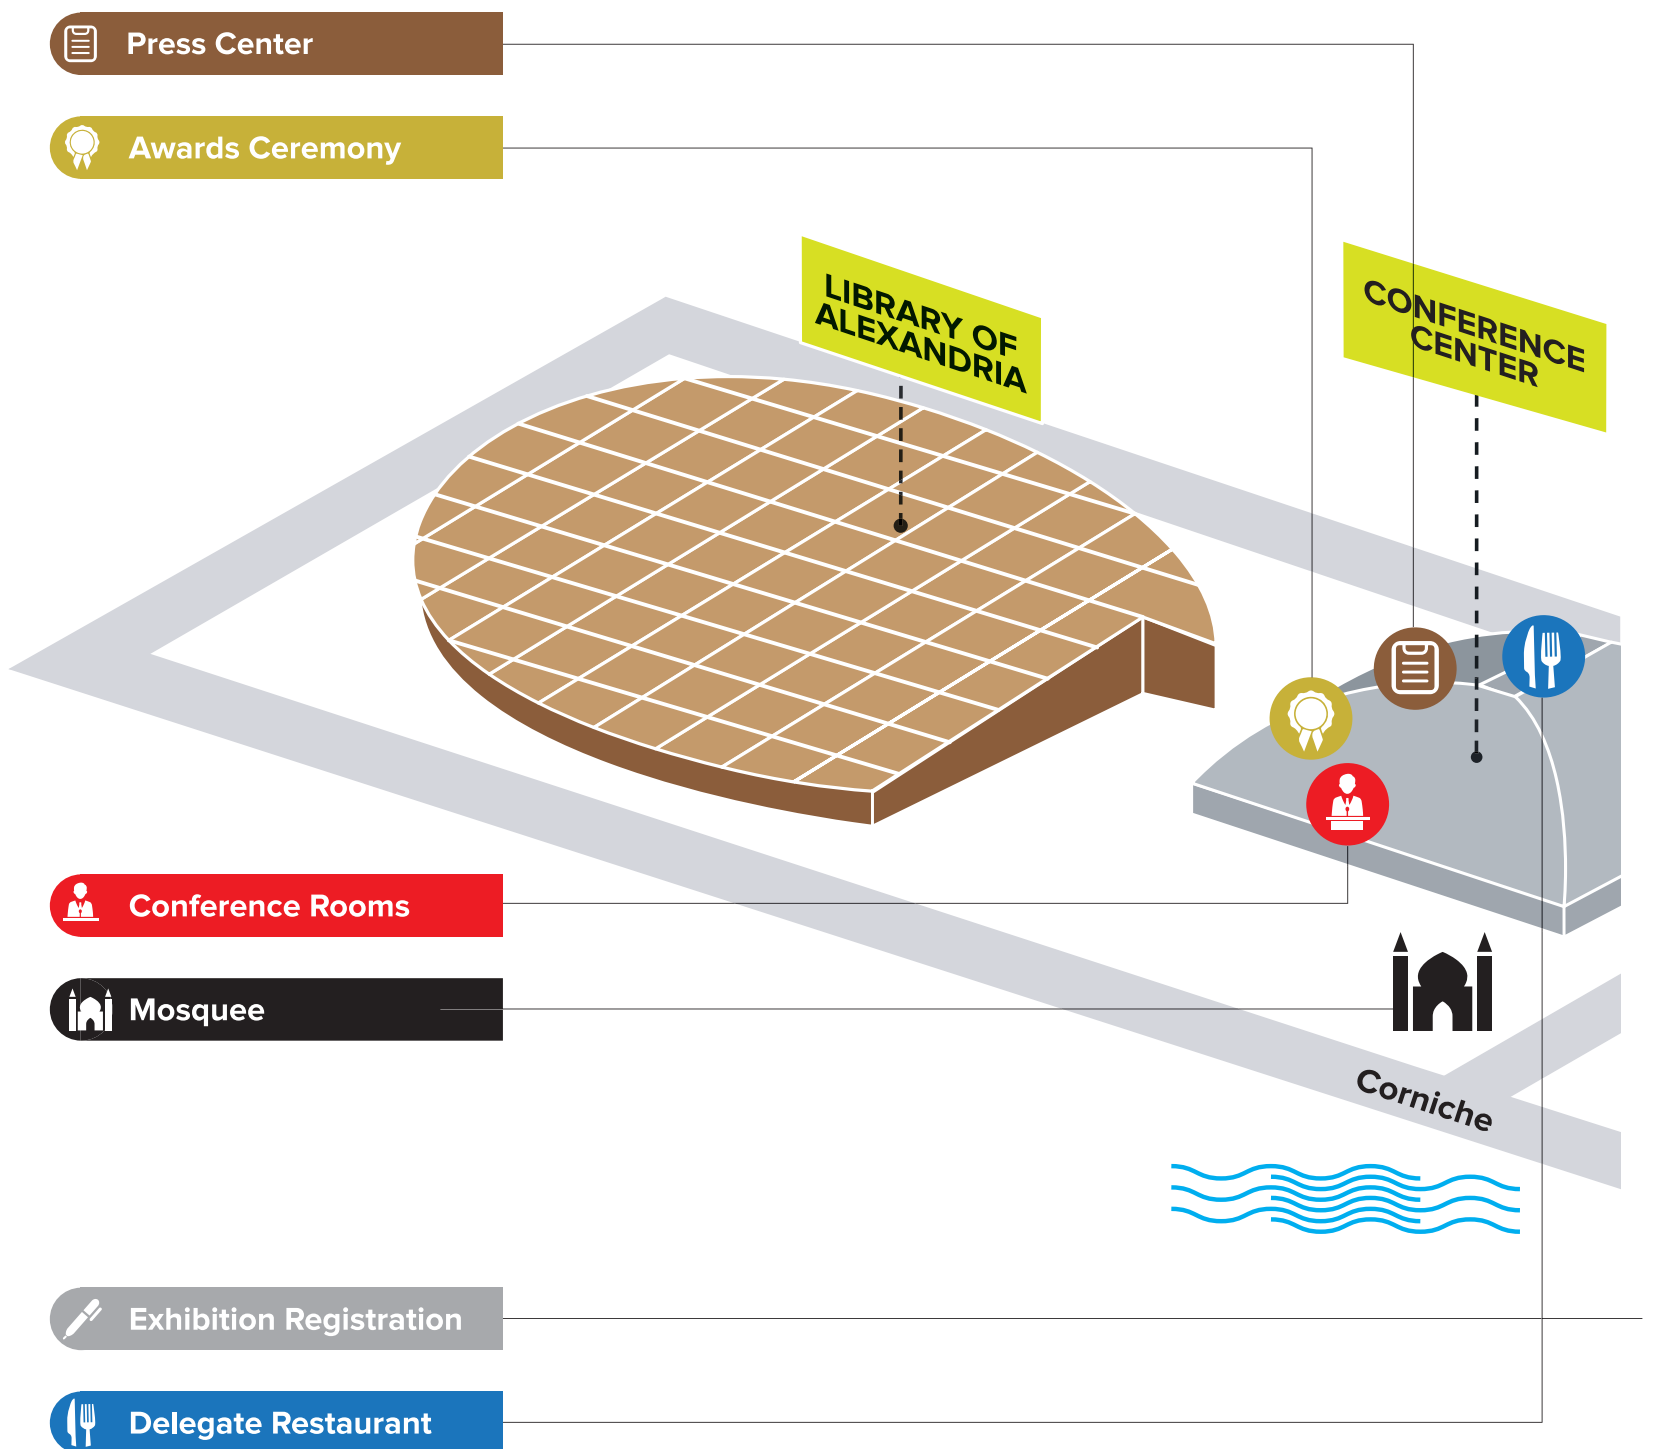 Press Center
Awards Ceremony
LIBRARY OF
ALEXANDRIA
CONFERENCE
CENTER
Conference Rooms
Mosquee
Corniche
Exhibition Registration
Delegate Restaurant